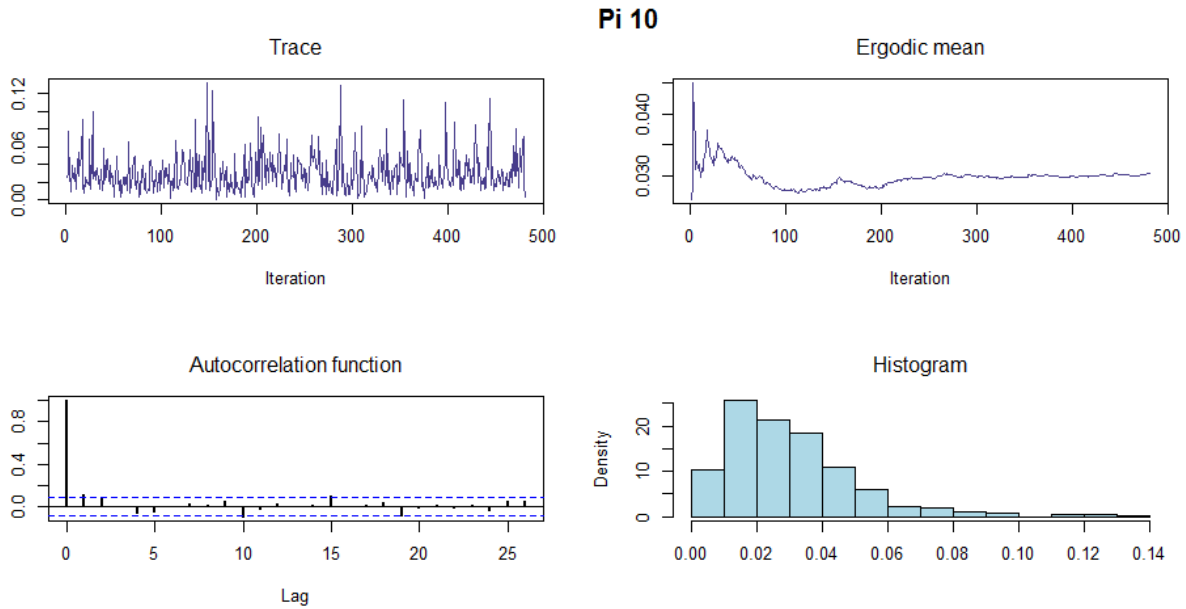 Pi 10
Trace
0.12
0.06
0.00
0 100 200 300 400 500
Iteration
Ergodic mean
0.040
0.030
0 100 200 300 400 500
Iteration
Autocorrelation function
0.8
0.4
0.0
0 5 10 15 20 25
Lag
Histogram
Density
20
10
0
0.00 0.02 0.04 0.06 0.08 0.10 0.12 0.14